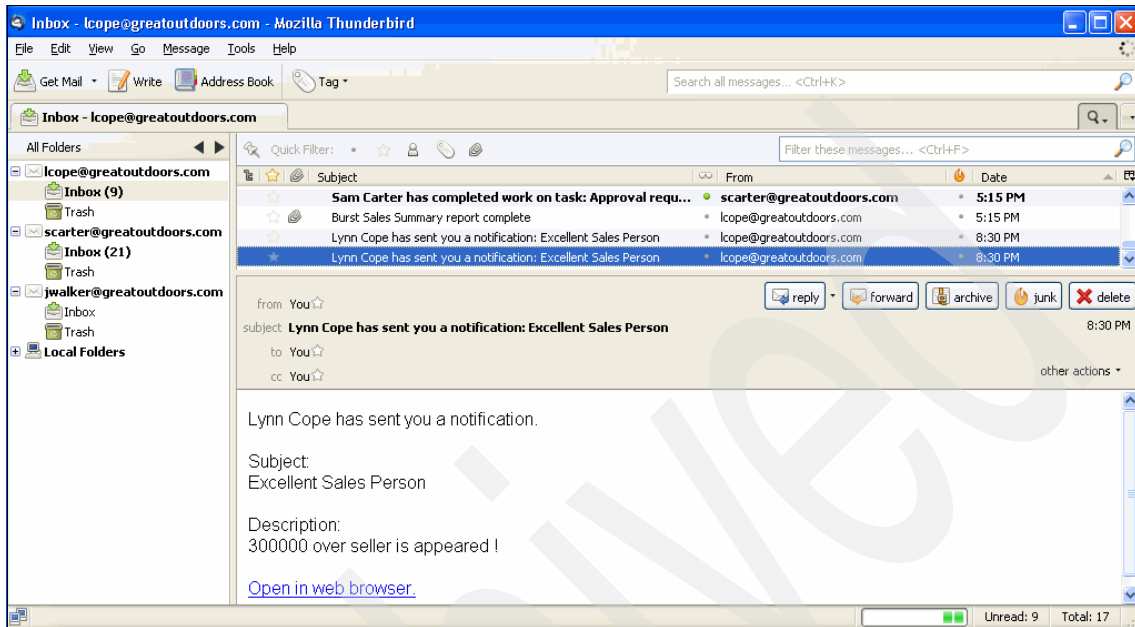 Inbox - lcope@greatoutdoors.com - Mozilla Thunderbird
File Edit View Go Message Tools Help
Get Mail Write Address Book Tag Search all messages... <Ctrl+K>
Inbox - lcope@greatoutdoors.com
All Folders Quick Filter: Filter these messages... <Ctrl+F>
lcope@greatoutdoors.com Subject From Date
Inbox (9) Sam Carter has completed work on task: Approval requ... scarter@greatoutdoors.com 5:15 PM
Trash Burst Sales Summary report complete lcope@greatoutdoors.com 5:15 PM
scarter@greatoutdoors.com Lynn Cope has sent you a notification: Excellent Sales Person lcope@greatoutdoors.com 8:30 PM
Inbox (21) Lynn Cope has sent you a notification: Excellent Sales Person lcope@greatoutdoors.com 8:30 PM
Trash
jwalker@greatoutdoors.com from You reply forward archive junk delete
Inbox
Trash subject Lynn Cope has sent you a notification: Excellent Sales Person 8:30 PM
Local Folders to You
cc You other actions
Lynn Cope has sent you a notification.
Subject:
Excellent Sales Person
Description:
300000 over seller is appeared !
Open in web browser.
Unread: 9 Total: 17